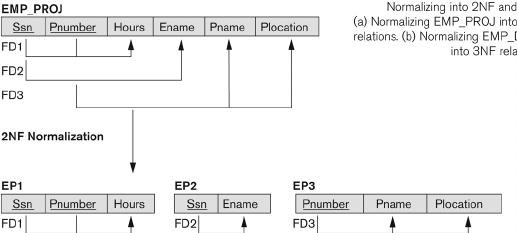 EMP_PROJ
Ssn Pnumber Hours Ename Pname Plocation
FD1
FD2
FD3
Normalizing into 2NF and
(a) Normalizing EMP_PROJ into
relations. (b) Normalizing EMP_
into 3NF rela
2NF Normalization
EP1
Ssn Pnumber Hours
FD1
EP2
Ssn Ename
FD2
EP3
Pnumber Pname Plocation
FD3